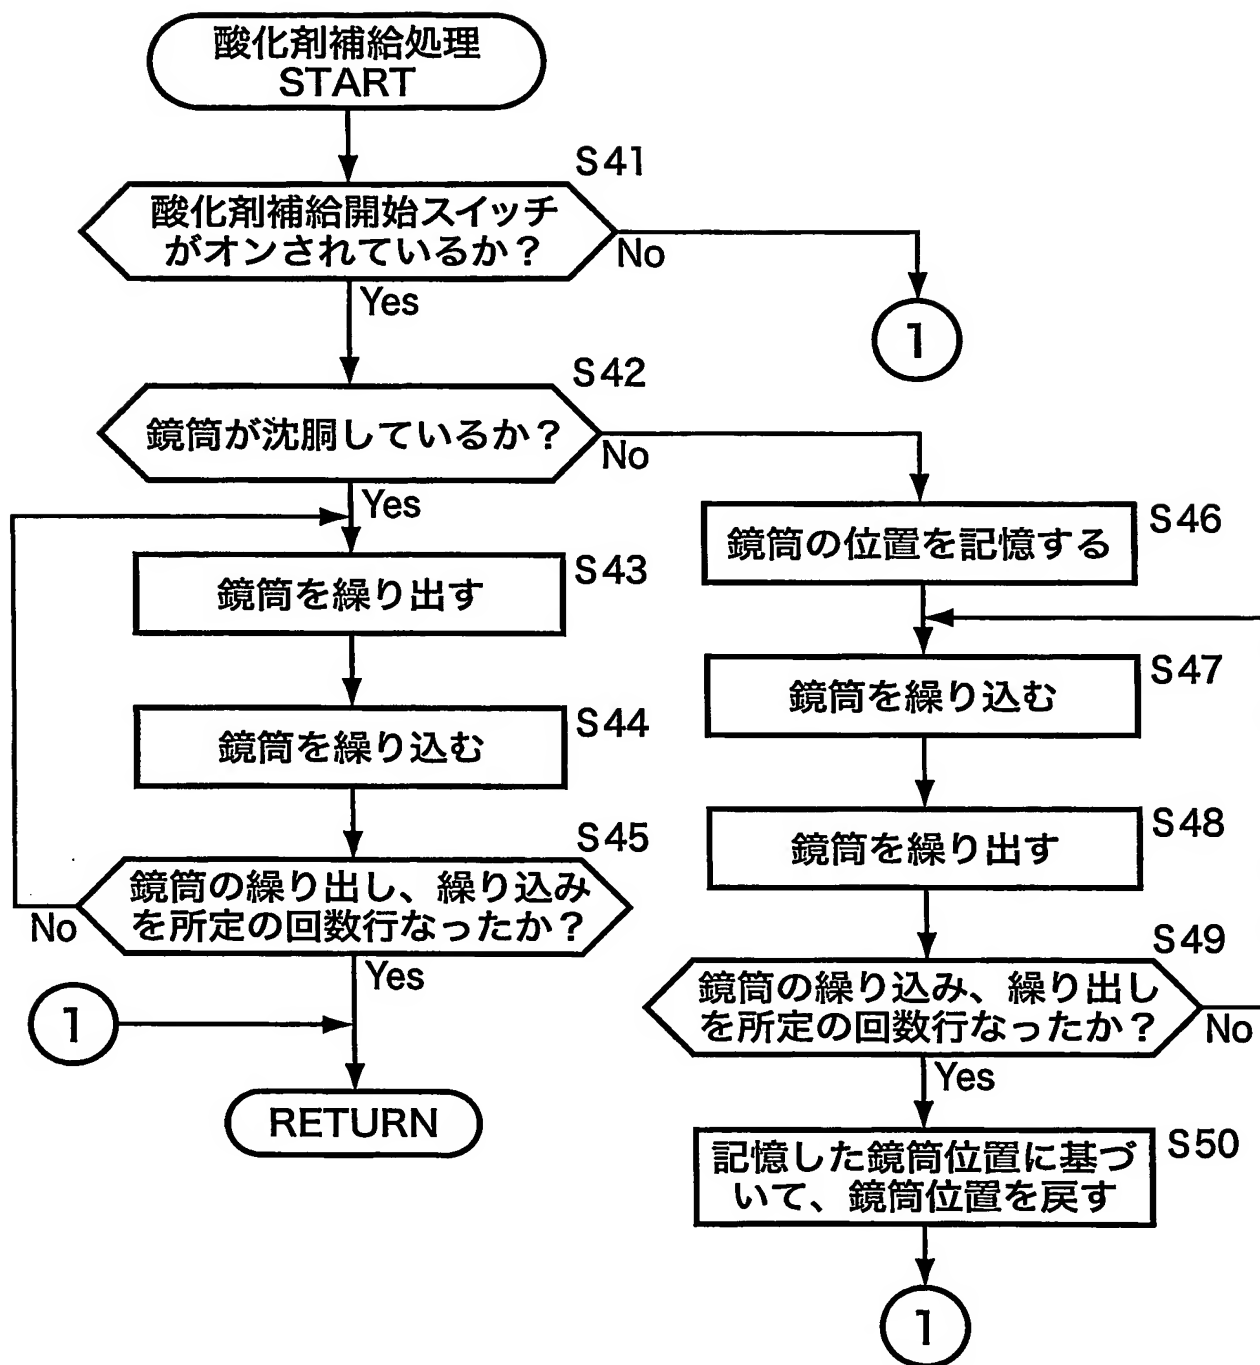 酸化剤補給処理
START
S41
酸化剤補給開始スイッチ
がオンされているか？
No
Yes
1
S42
鏡筒が沈胴しているか？
No
Yes
S46
鏡筒の位置を記憶する
S43
鏡筒を繰り出す
S47
鏡筒を繰り込む
S44
鏡筒を繰り込む
S48
鏡筒を繰り出す
S45
鏡筒の繰り出し、繰り込み
を所定の回数行なったか？
No
Yes
S49
鏡筒の繰り込み、繰り出し
を所定の回数行なったか？
No
Yes
1
RETURN
S50
記憶した鏡筒位置に基づ
いて、鏡筒位置を戻す
1